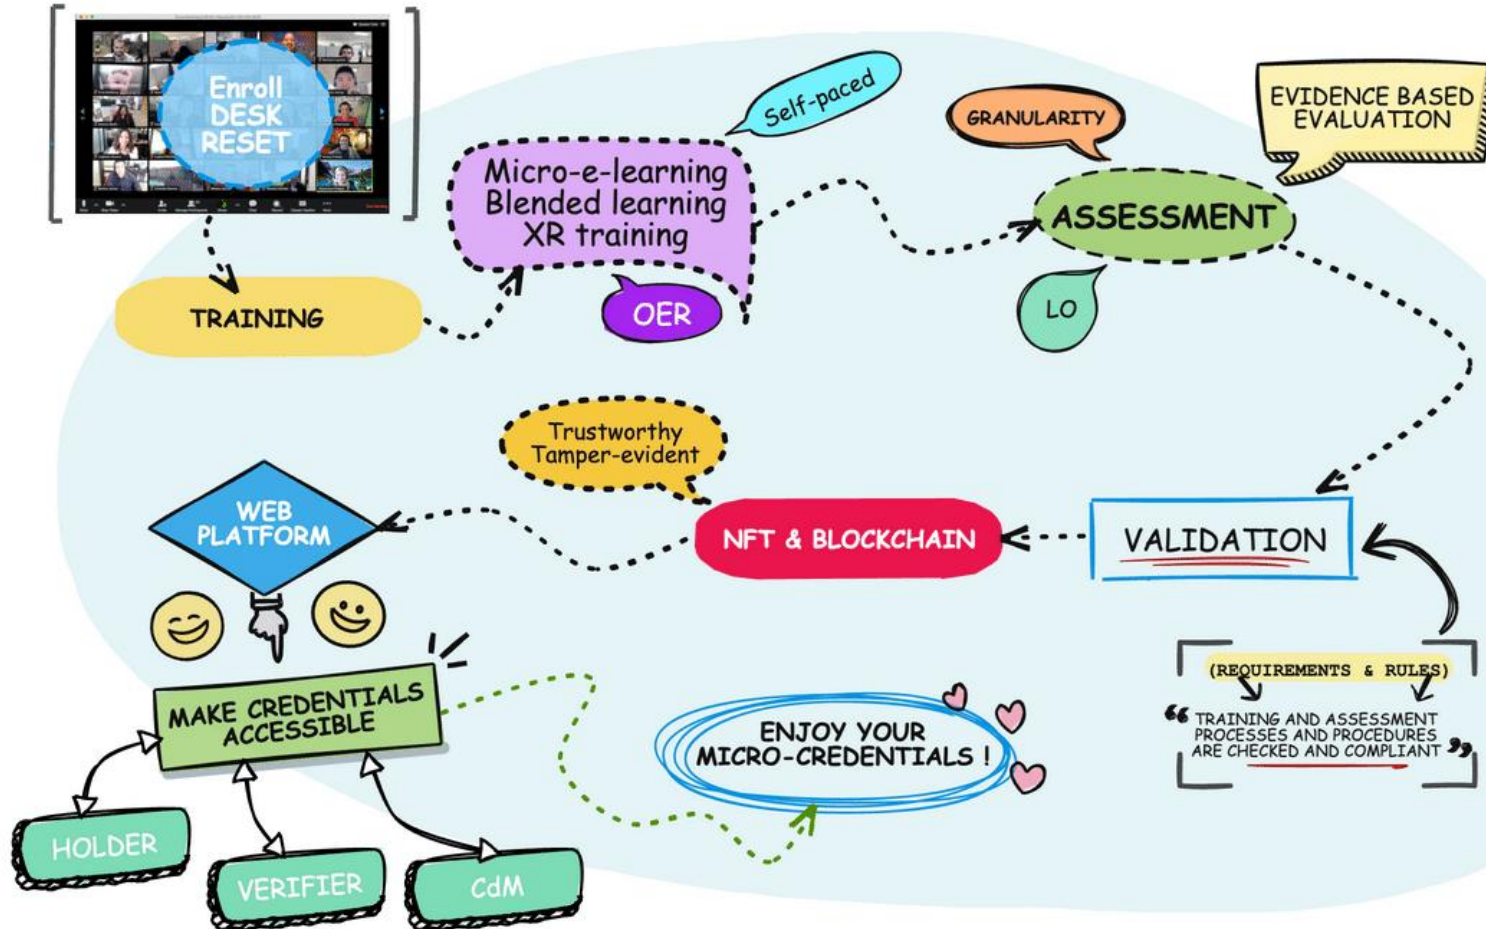 Enroll
DESK
RESET
Self-paced
GRANULARITY
EVIDENCE BASED
EVALUATION
Micro-e-learning
Blended learning
XR training
ASSESSMENT
OER
LO
TRAINING
Trustworthy
Tamper-evident
WEB
PLATFORM
NFT & BLOCKCHAIN
VALIDATION
(REQUIREMENTS & RULES)
“ TRAINING AND ASSESSMENT
PROCESSES AND PROCEDURES
ARE CHECKED AND COMPLIANT ”
MAKE CREDENTIALS
ACCESSIBLE
ENJOY YOUR
MICRO-CREDENTIALS !
HOLDER
VERIFIER
CdM